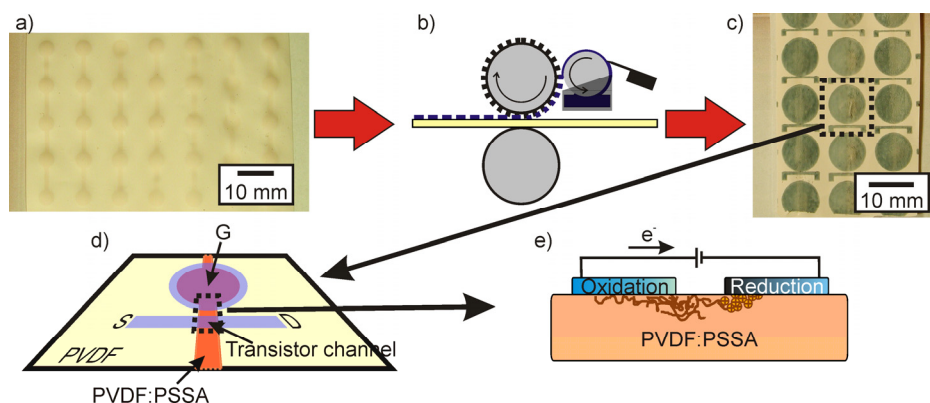 a)
b)
c)
10 mm
10 mm
d)
G
S
D
PVDF
Transistor channel
PVDF:PSSA
e)
e-
Oxidation
Reduction
PVDF:PSSA